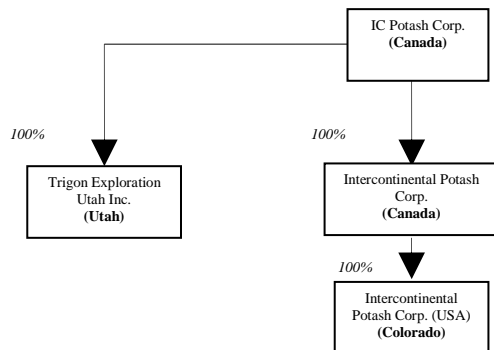 IC Potash Corp.
(Canada)
100%
100%
Trigon Exploration
Utah Inc.
(Utah)
Intercontinental Potash
Corp.
(Canada)
100%
Intercontinental
Potash Corp. (USA)
(Colorado)